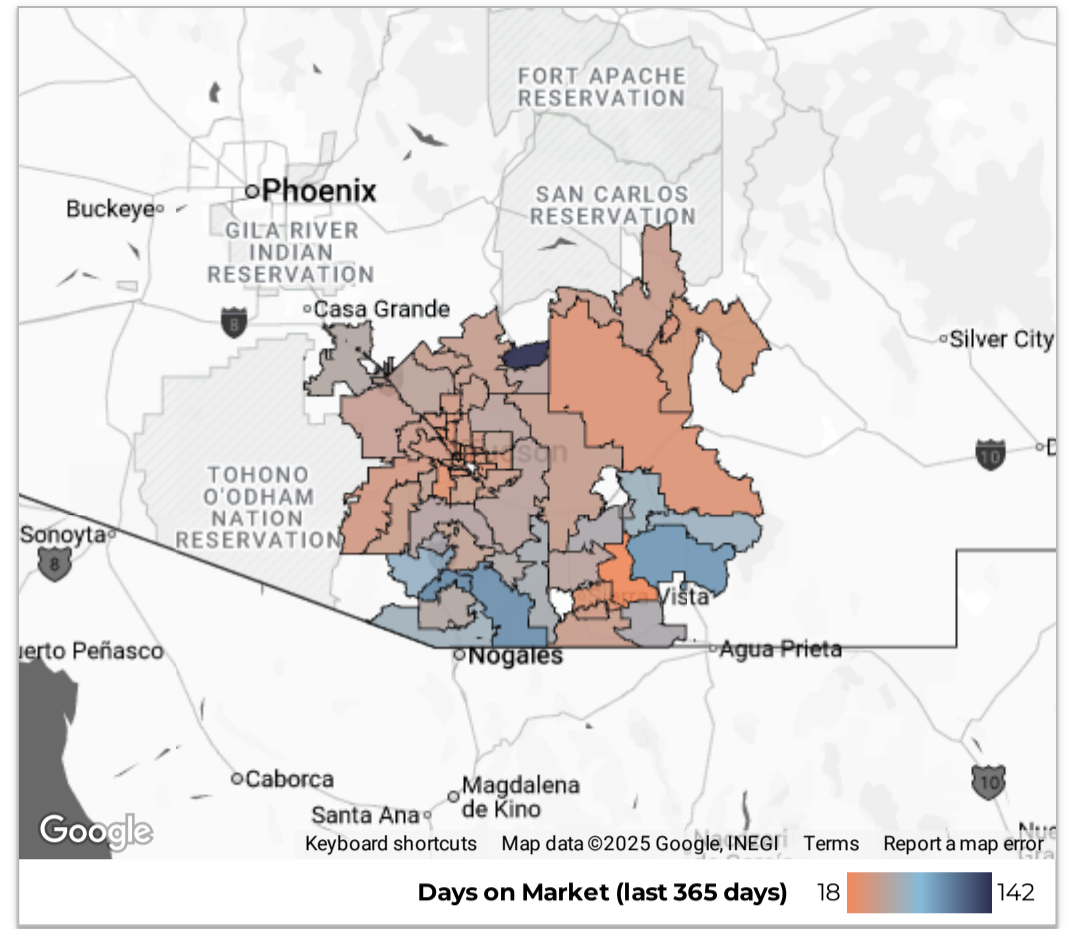 FORT APACHE
RESERVATION
Phoenix
SAN CARLOS
RESERVATION
Buckeye
GILA RIVER
INDIAN
RESERVATION
Casa Grande
8
Silver City
Tucson
10
TOHONO
O'ODHAM
NATION
RESERVATION
Sonoyta
8
Sierra Vista
Nogales
Agua Prieta
uerto Peñasco
Caborca
Magdalena
de Kino
Santa Ana
10
Google
Keyboard shortcuts Map data ©2025 Google, INEGI Terms Report a map error
Days on Market (last 365 days) 18 142